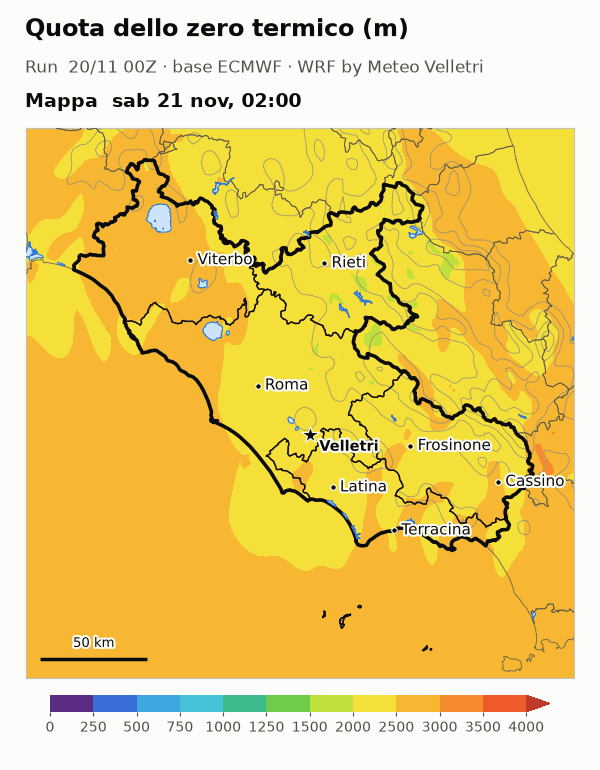 Quota dello zero termico (m)
Run  20/11 00Z · base ECMWF · WRF by Meteo Velletri
Mappa  sab 21 nov, 02:00
Viterbo
Rieti
Roma
Velletri
Frosinone
Cassino
Latina
Terracina
50 km
0 250 500 750 1000 1250 1500 2000 2500 3000 3500 4000